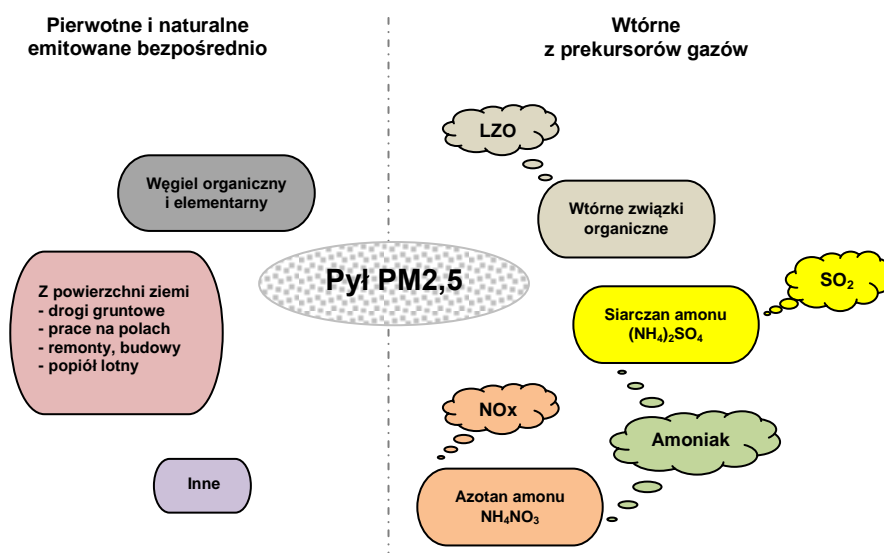 Pierwotne i naturalne
emitowane bezpośrednio
Wtórne
z prekursorów gazów
LZO
Węgiel organiczny
i elementarny
Wtórne związki
organiczne
Pył PM2,5
Z powierzchni ziemi
- drogi gruntowe
- prace na polach
- remonty, budowy
- popiół lotny
SO₂
Siarczan amonu
(NH₄)₂SO₄
NOx
Amoniak
Inne
Azotan amonu
NH₄NO₃